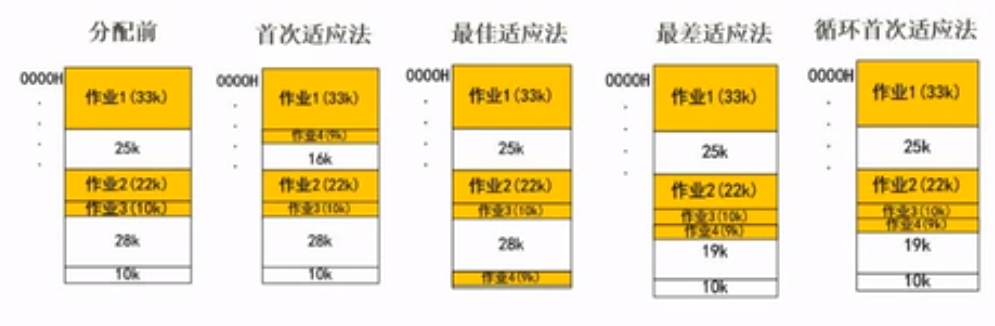 分配前
0000H
作业1(33k)
25k
作业2(22k)
作业3(10k)
28k
10k
首次适应法
0000H
作业1(33k)
作业4(9k)
16k
作业2(22k)
作业3(10k)
28k
10k
最佳适应法
0000H
作业1(33k)
25k
作业2(22k)
作业3(10k)
28k
作业4(9k)
最差适应法
0000H
作业1(33k)
25k
作业2(22k)
作业3(10k)
作业4(9k)
19k
10k
循环首次适应法
0000H
作业1(33k)
25k
作业2(22k)
作业3(10k)
作业4(9k)
19k
10k